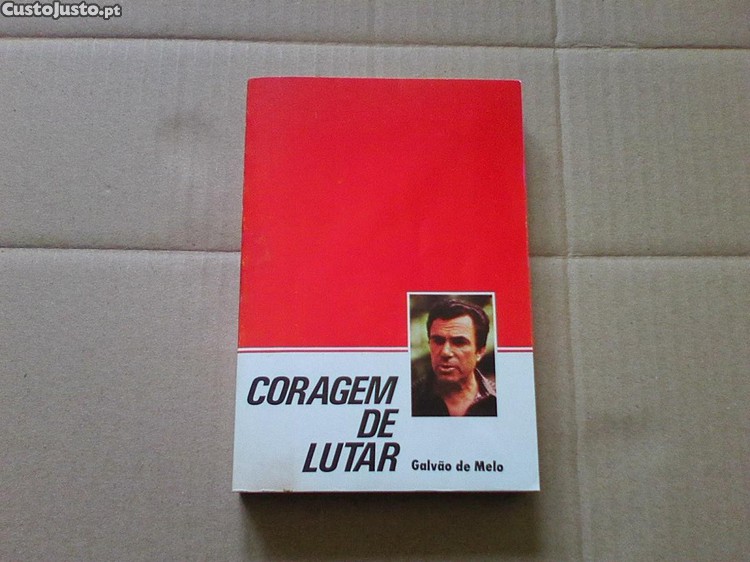 CustoJusto.pt
CORAGEM
DE
LUTAR
Galvão de Melo